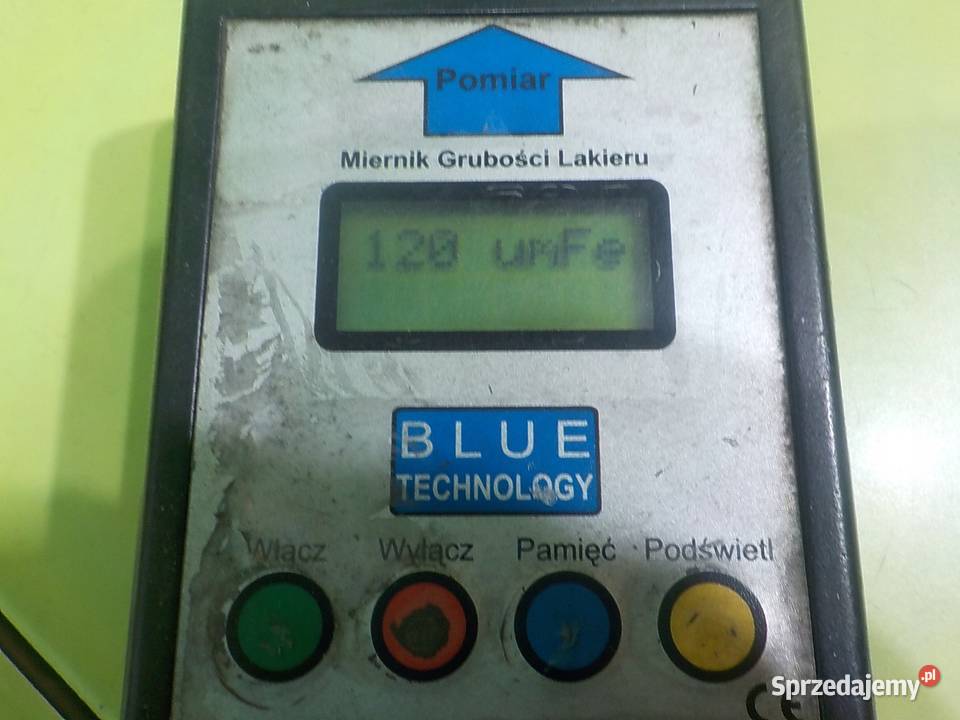 Pomiar
Miernik Grubości Lakieru
120 umFe
BLUE
TECHNOLOGY
Włącz Wyłącz Pamięć Podświetl
CE
Sprzedajemy.pl